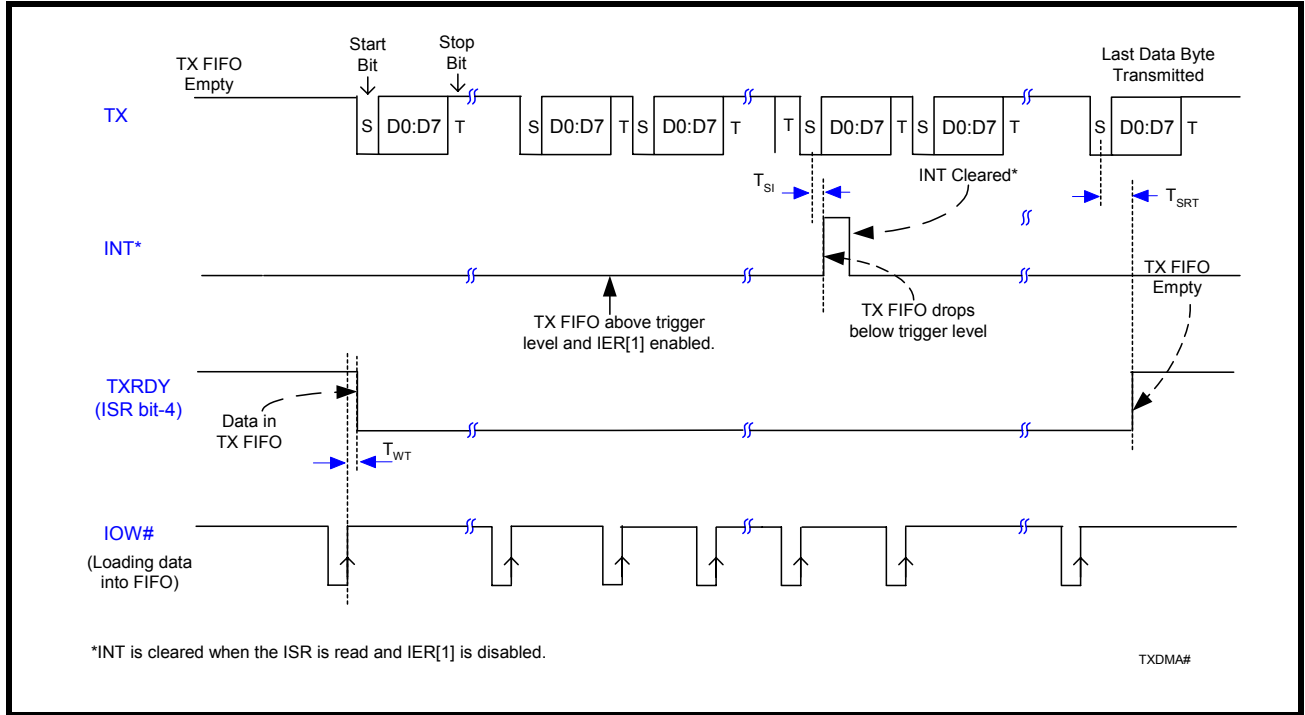 Start
Bit
Stop
Bit
TX FIFO
Empty
Last Data Byte
Transmitted
TX
S D0:D7 T S D0:D7 T S D0:D7 T T S D0:D7 T S D0:D7 T S D0:D7 T
TSI
INT Cleared*
TSRT
INT*
TX FIFO above trigger
level and IER[1] enabled.
TX FIFO drops
below trigger level
TX FIFO
Empty
TXRDY
(ISR bit-4)
Data in
TX FIFO
TWT
IOW#
(Loading data
into FIFO)
*INT is cleared when the ISR is read and IER[1] is disabled.
TXDMA#